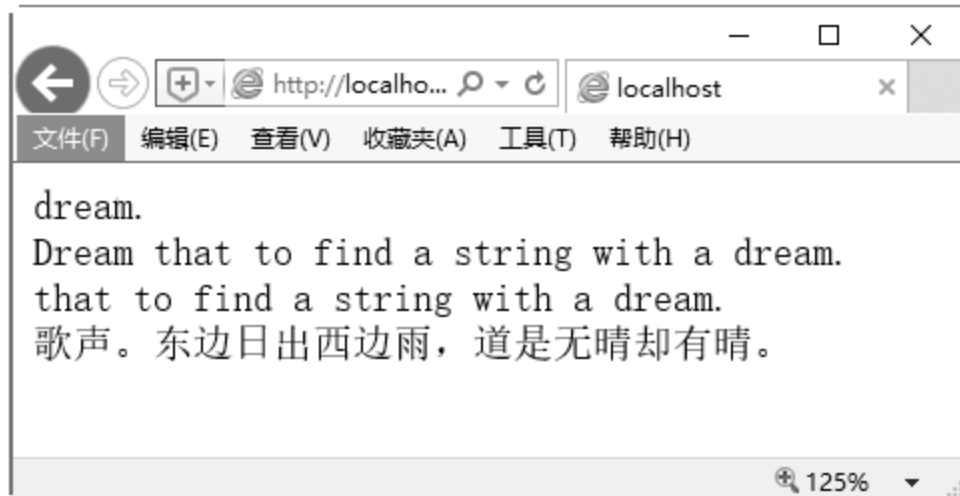 http://localho... localhost
文件(F) 编辑(E) 查看(V) 收藏夹(A) 工具(T) 帮助(H)
dream.
Dream that to find a string with a dream.
that to find a string with a dream.
歌声。东边日出西边雨，道是无晴却有晴。
125%